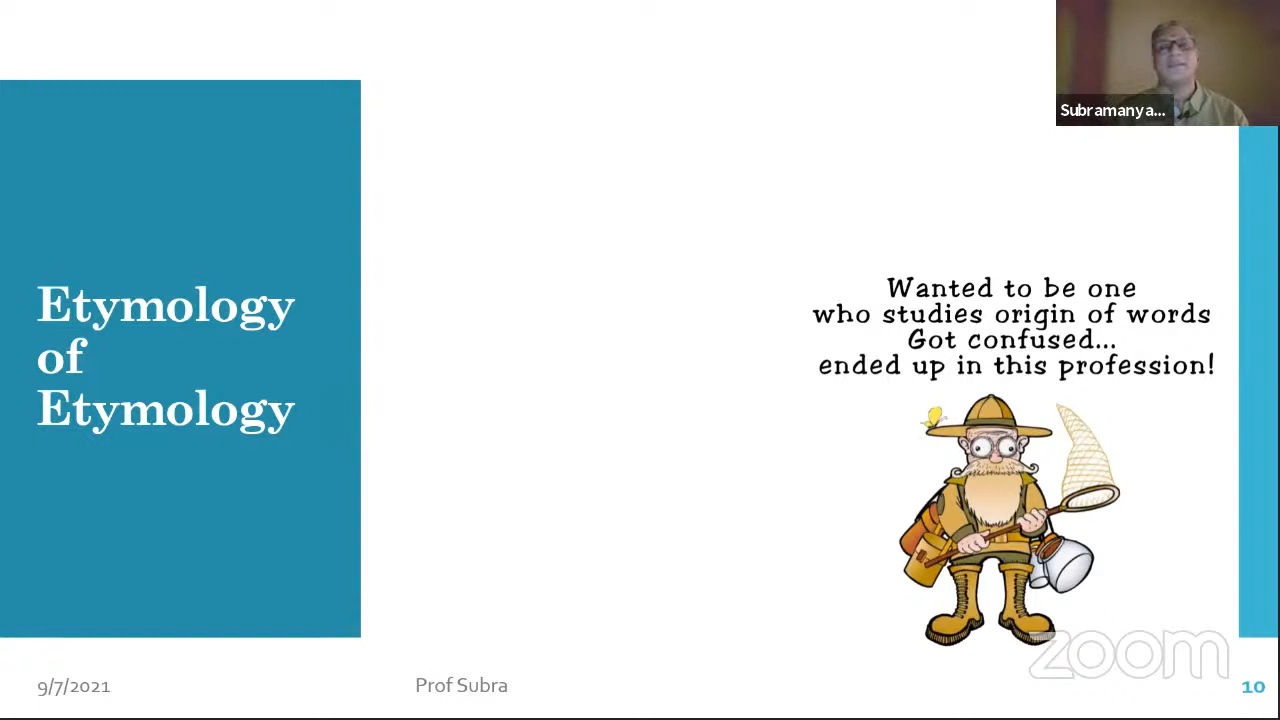 Subramanya...
Etymology
of
Etymology
Wanted to be one
who studies origin of words
Got confused...
ended up in this profession!
zoom
9/7/2021
Prof Subra
10